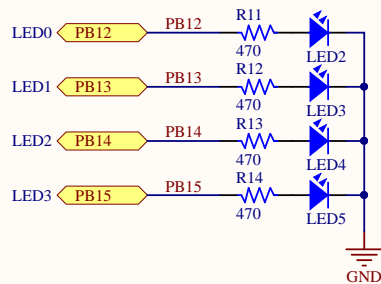 LED0 PB12 PB12 R11 470 LED2
LED1 PB13 PB13 R12 470 LED3
LED2 PB14 PB14 R13 470 LED4
LED3 PB15 PB15 R14 470 LED5
GND